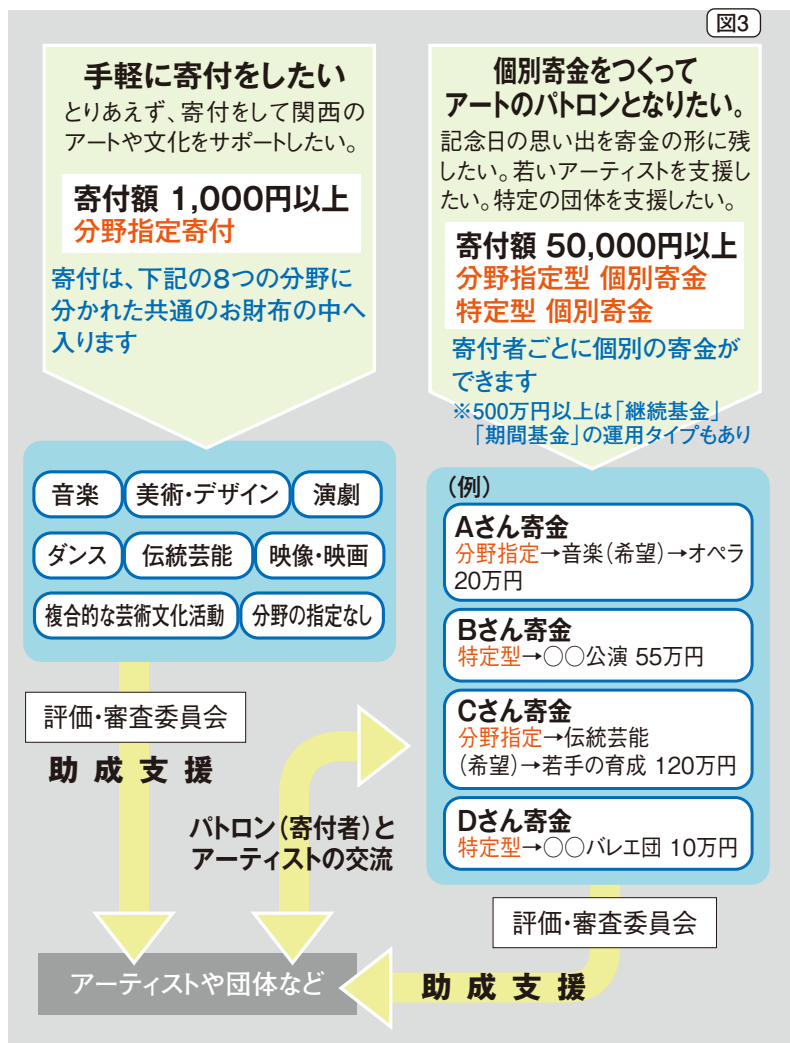 図3
手軽に寄付をしたい
とりあえず、寄付をして関西の
アートや文化をサポートしたい。
寄付額 1,000円以上
分野指定寄付
寄付は、下記の8つの分野に
分かれた共通のお財布の中へ
入ります
音楽
美術・デザイン
演劇
ダンス
伝統芸能
映像・映画
複合的な芸術文化活動
分野の指定なし
評価・審査委員会
助成支援
個別寄金をつくって
アートのパトロンとなりたい。
記念日の思い出を寄金の形に残
したい。若いアーティストを支援し
たい。特定の団体を支援したい。
寄付額 50,000円以上
分野指定型 個別寄金
特定型 個別寄金
寄付者ごとに個別の寄金が
できます
※500万円以上は「継続基金」
「期間基金」の運用タイプもあり
(例)
Aさん寄金
分野指定→音楽(希望)→オペラ
20万円
Bさん寄金
特定型→○○公演 55万円
Cさん寄金
分野指定→伝統芸能
(希望)→若手の育成 120万円
Dさん寄金
特定型→○○バレエ団 10万円
パトロン(寄付者)と
アーティストの交流
評価・審査委員会
助成支援
アーティストや団体など